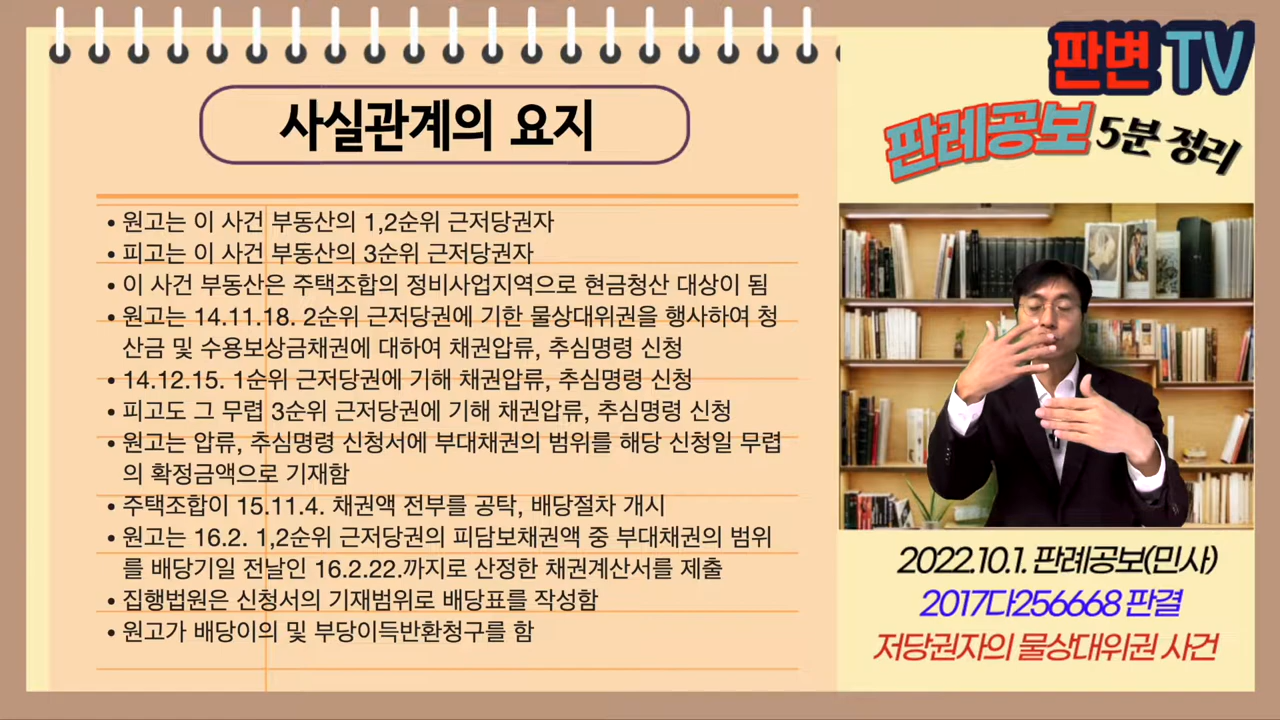 사실관계의 요지
• 원고는 이 사건 부동산의 1,2순위 근저당권자
• 피고는 이 사건 부동산의 3순위 근저당권자
• 이 사건 부동산은 주택조합의 정비사업지역으로 현금청산 대상이 됨
• 원고는 14.11.18. 2순위 근저당권에 기한 물상대위권을 행사하여 청
산금 및 수용보상금채권에 대하여 채권압류, 추심명령 신청
• 14.12.15. 1순위 근저당권에 기해 채권압류, 추심명령 신청
• 피고도 그 무렵 3순위 근저당권에 기해 채권압류, 추심명령 신청
• 원고는 압류, 추심명령 신청서에 부대채권의 범위를 해당 신청일 무렵
의 확정금액으로 기재함
• 주택조합이 15.11.4. 채권액 전부를 공탁, 배당절차 개시
• 원고는 16.2. 1,2순위 근저당권의 피담보채권액 중 부대채권의 범위
를 배당기일 전날인 16.2.22.까지로 산정한 채권계산서를 제출
• 집행법원은 신청서의 기재범위로 배당표를 작성함
• 원고가 배당이의 및 부당이득반환청구를 함
판변 TV
판례공보 5분 정리
2022.10.1. 판례공보(민사)
2017다256668 판결
저당권자의 물상대위권 사건